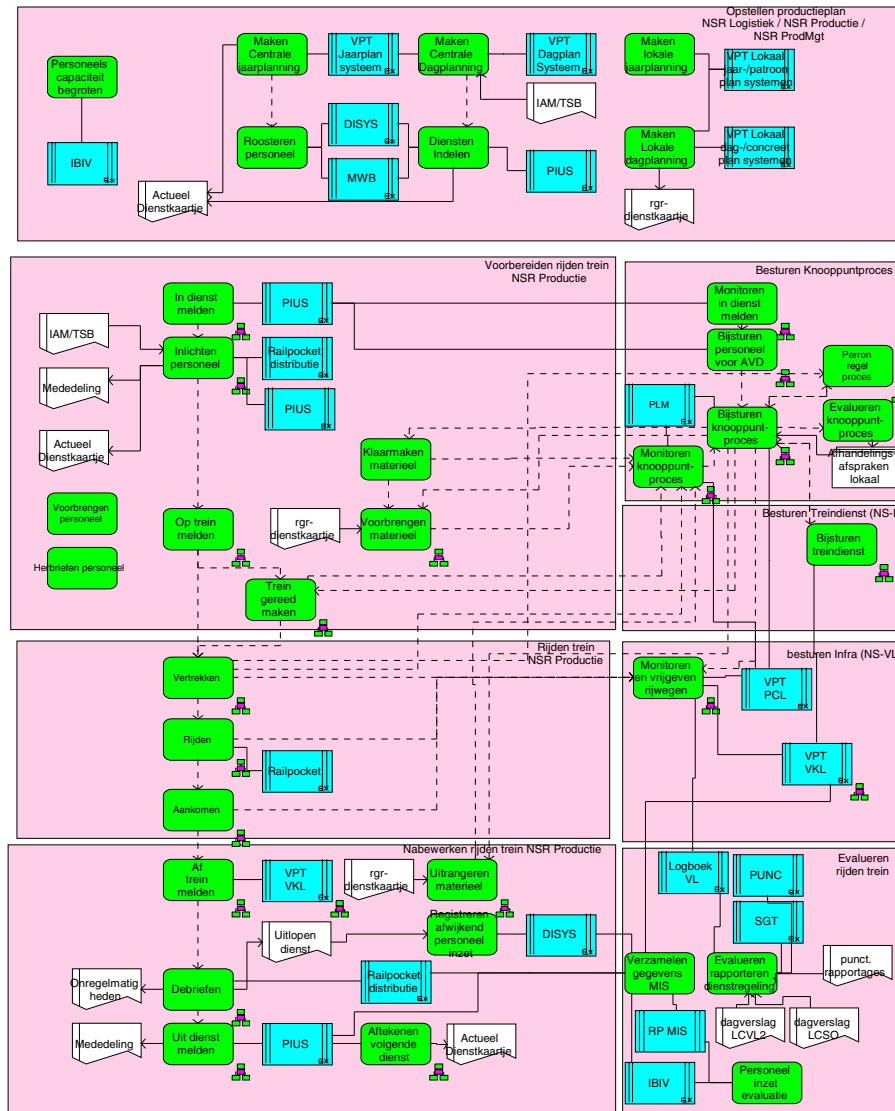 Opstellen productieplan
NSR Logistiek / NSR Productie /
NSR ProdMgt
Personeels
capaciteit
begroten
Maken
Centrale
jaarplanning
VPT
Jaarplan
systeem
Maken
Centrale
Dagplanning
VPT
Dagplan
Systeem
Maken
lokale
jaarplanning
VPT Lokaal
jaar-/patroon
plan systemen
IAM/TSB
IBIV
Roosteren
personeel
DISYS
MWB
Diensten
Indelen
PIUS
Maken
Lokale
dagplanning
VPT Lokaal
dag-/concreet
plan systemen
Actueel
Dienstkaartje
rgr-
dienstkaartje
Voorbereiden rijden trein
NSR Productie
In dienst
melden
PIUS
IAM/TSB
Inlichten
personeel
Railpocket
distributie
Mededeling
PIUS
Actueel
Dienstkaartje
Klaarmaken
materieel
Voorbrengen
personeel
Op trein
melden
rgr-
dienstkaartje
Voorbrengen
materieel
Herbriefen personeel
Trein
gereed
maken
Besturen Knooppuntproces
Monitoren
in dienst
melden
Bijsturen
personeel
voor AVD
Perron
regel
proces
PLM
Bijsturen
knooppunt-
proces
Evalueren
knooppunt-
proces
Monitoren
knooppunt-
proces
Afhandelings-
afspraken
lokaal
Besturen Treindienst (NS-
Bijsturen
treindienst
Rijden trein
NSR Productie
Vertrekken
Rijden
Railpocket
Aankomen
besturen Infra (NS-VL
Monitoren
en vrijgeven
rijwegen
VPT
PCL
VPT
VKL
Nabewerken rijden trein NSR Productie
Af
trein
melden
VPT
VKL
rgr-
dienstkaartje
Uitrangeren
materieel
Uitlopen
dienst
Registreren
afwijkend
personeel
inzet
DISYS
Onregelmatig
heden
Debriefen
Railpocket
distributie
Mededeling
Uit dienst
melden
PIUS
Aftekenen
volgende
dienst
Actueel
Dienstkaartje
Evalueren
rijden trein
Logboek
VL
PUNC
SGT
Verzamelen
gegevens
MIS
Evalueren
rapporteren
dienstregeling
punct.
rapportages
RP MIS
dagverslag
LCVL2
dagverslag
LCSO
IBIV
Personeel
inzet
evaluatie